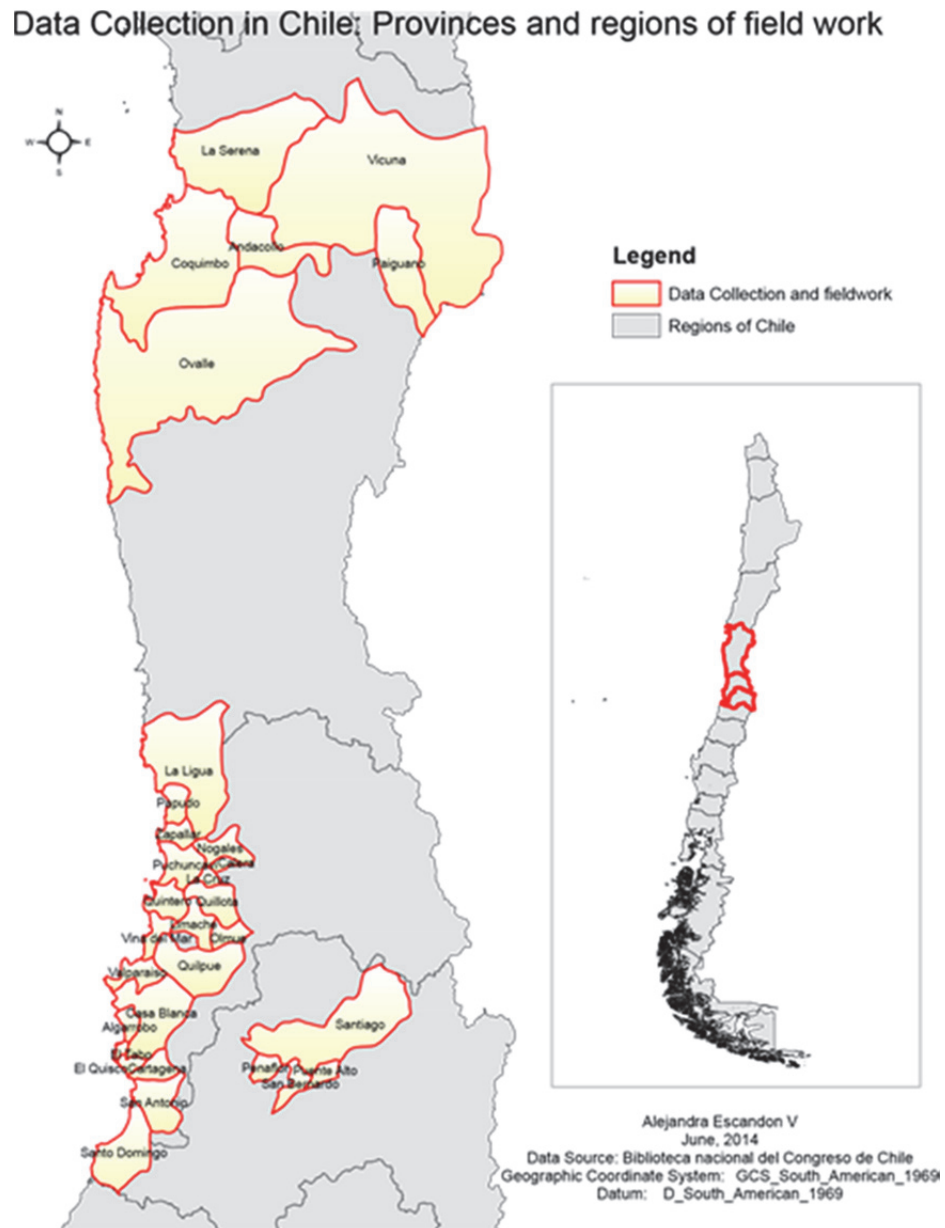 Data Collection in Chile: Provinces and regions of field work
N
W E
S
La Serena
Vicuna
Andacollo
Coquimbo
Paiguano
Ovalle
Legend
Data Collection and fieldwork
Regions of Chile
La Ligua
Papudo
Zapallar
Nogales
Puchuncavi
Calera
La Cruz
Quintero
Quillota
Limache
Vina del Mar
Olmue
Quilpue
Valparaiso
Casa Blanca
Algarrobo
Santiago
El Tabo
El Quisco
Cartagena
Penaflor
Puente Alto
San Bernardo
San Antonio
Santo Domingo
Alejandra Escandon V
June, 2014
Data Source: Biblioteca nacional del Congreso de Chile
Geographic Coordinate System: GCS_South_American_1969
Datum: D_South_American_1969